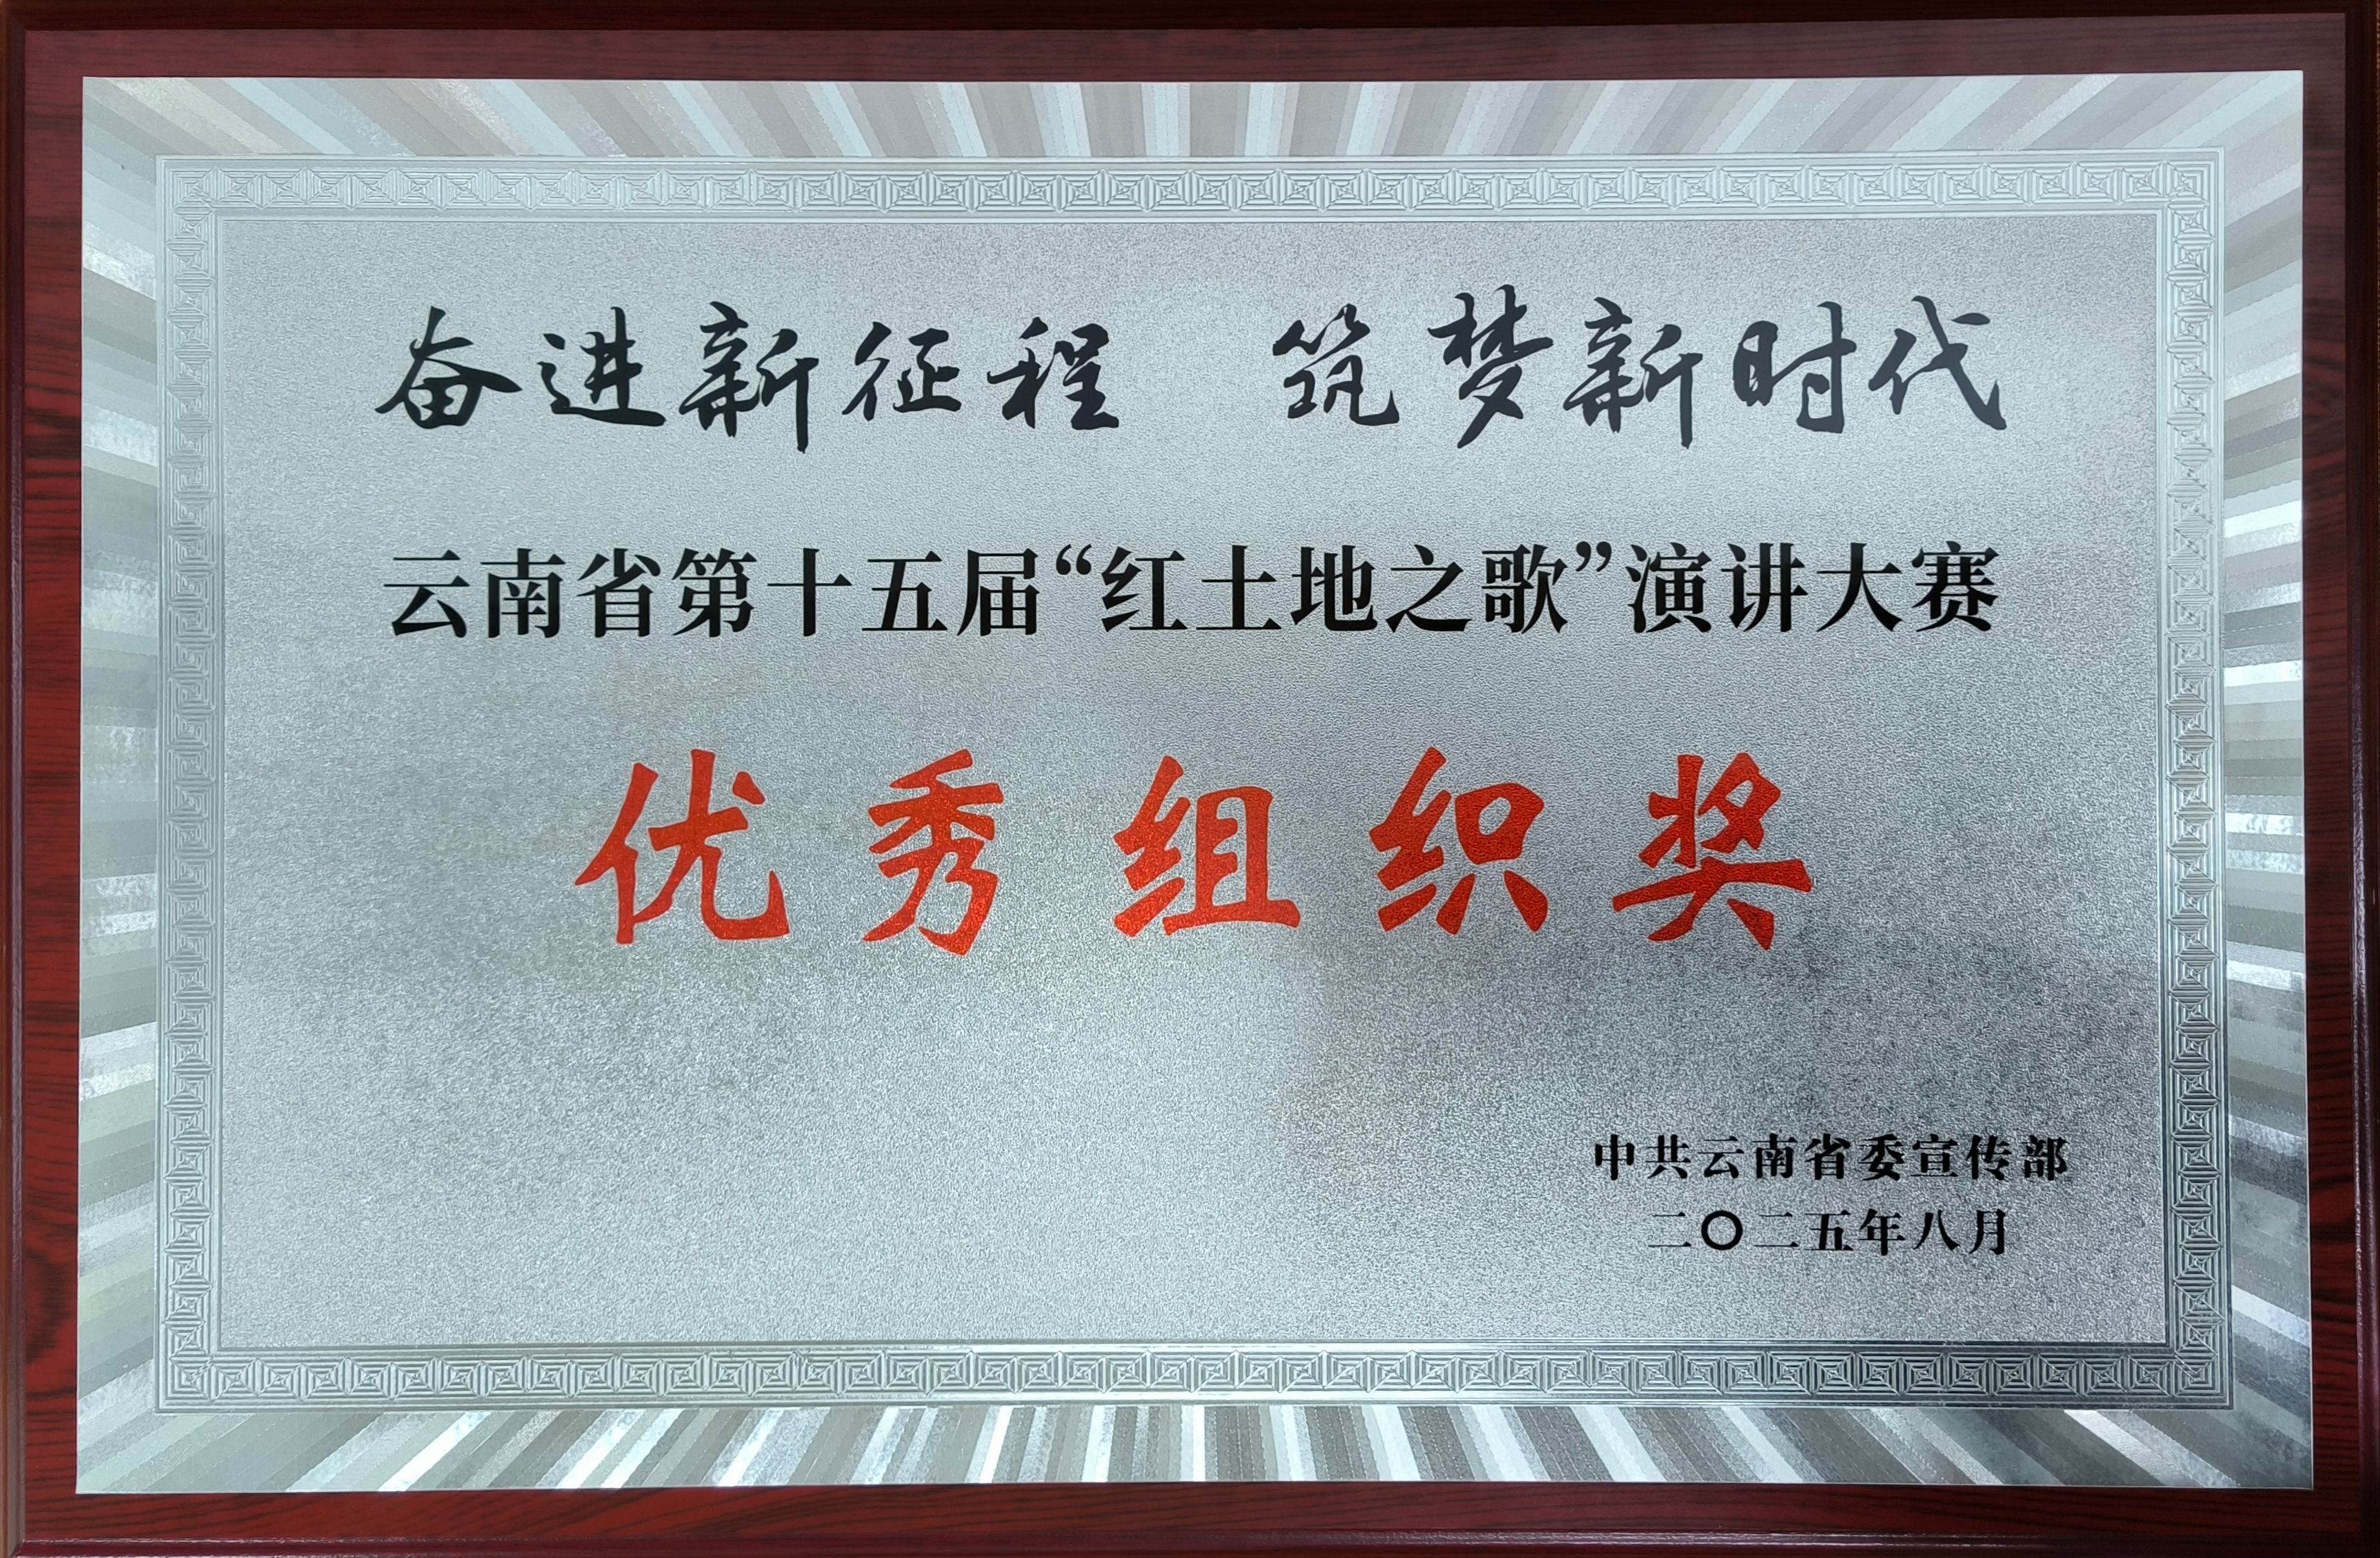 奋进新征程 筑梦新时代
云南省第十五届“红土地之歌”演讲大赛
优秀组织奖
中共云南省委宣传部
二〇二五年八月